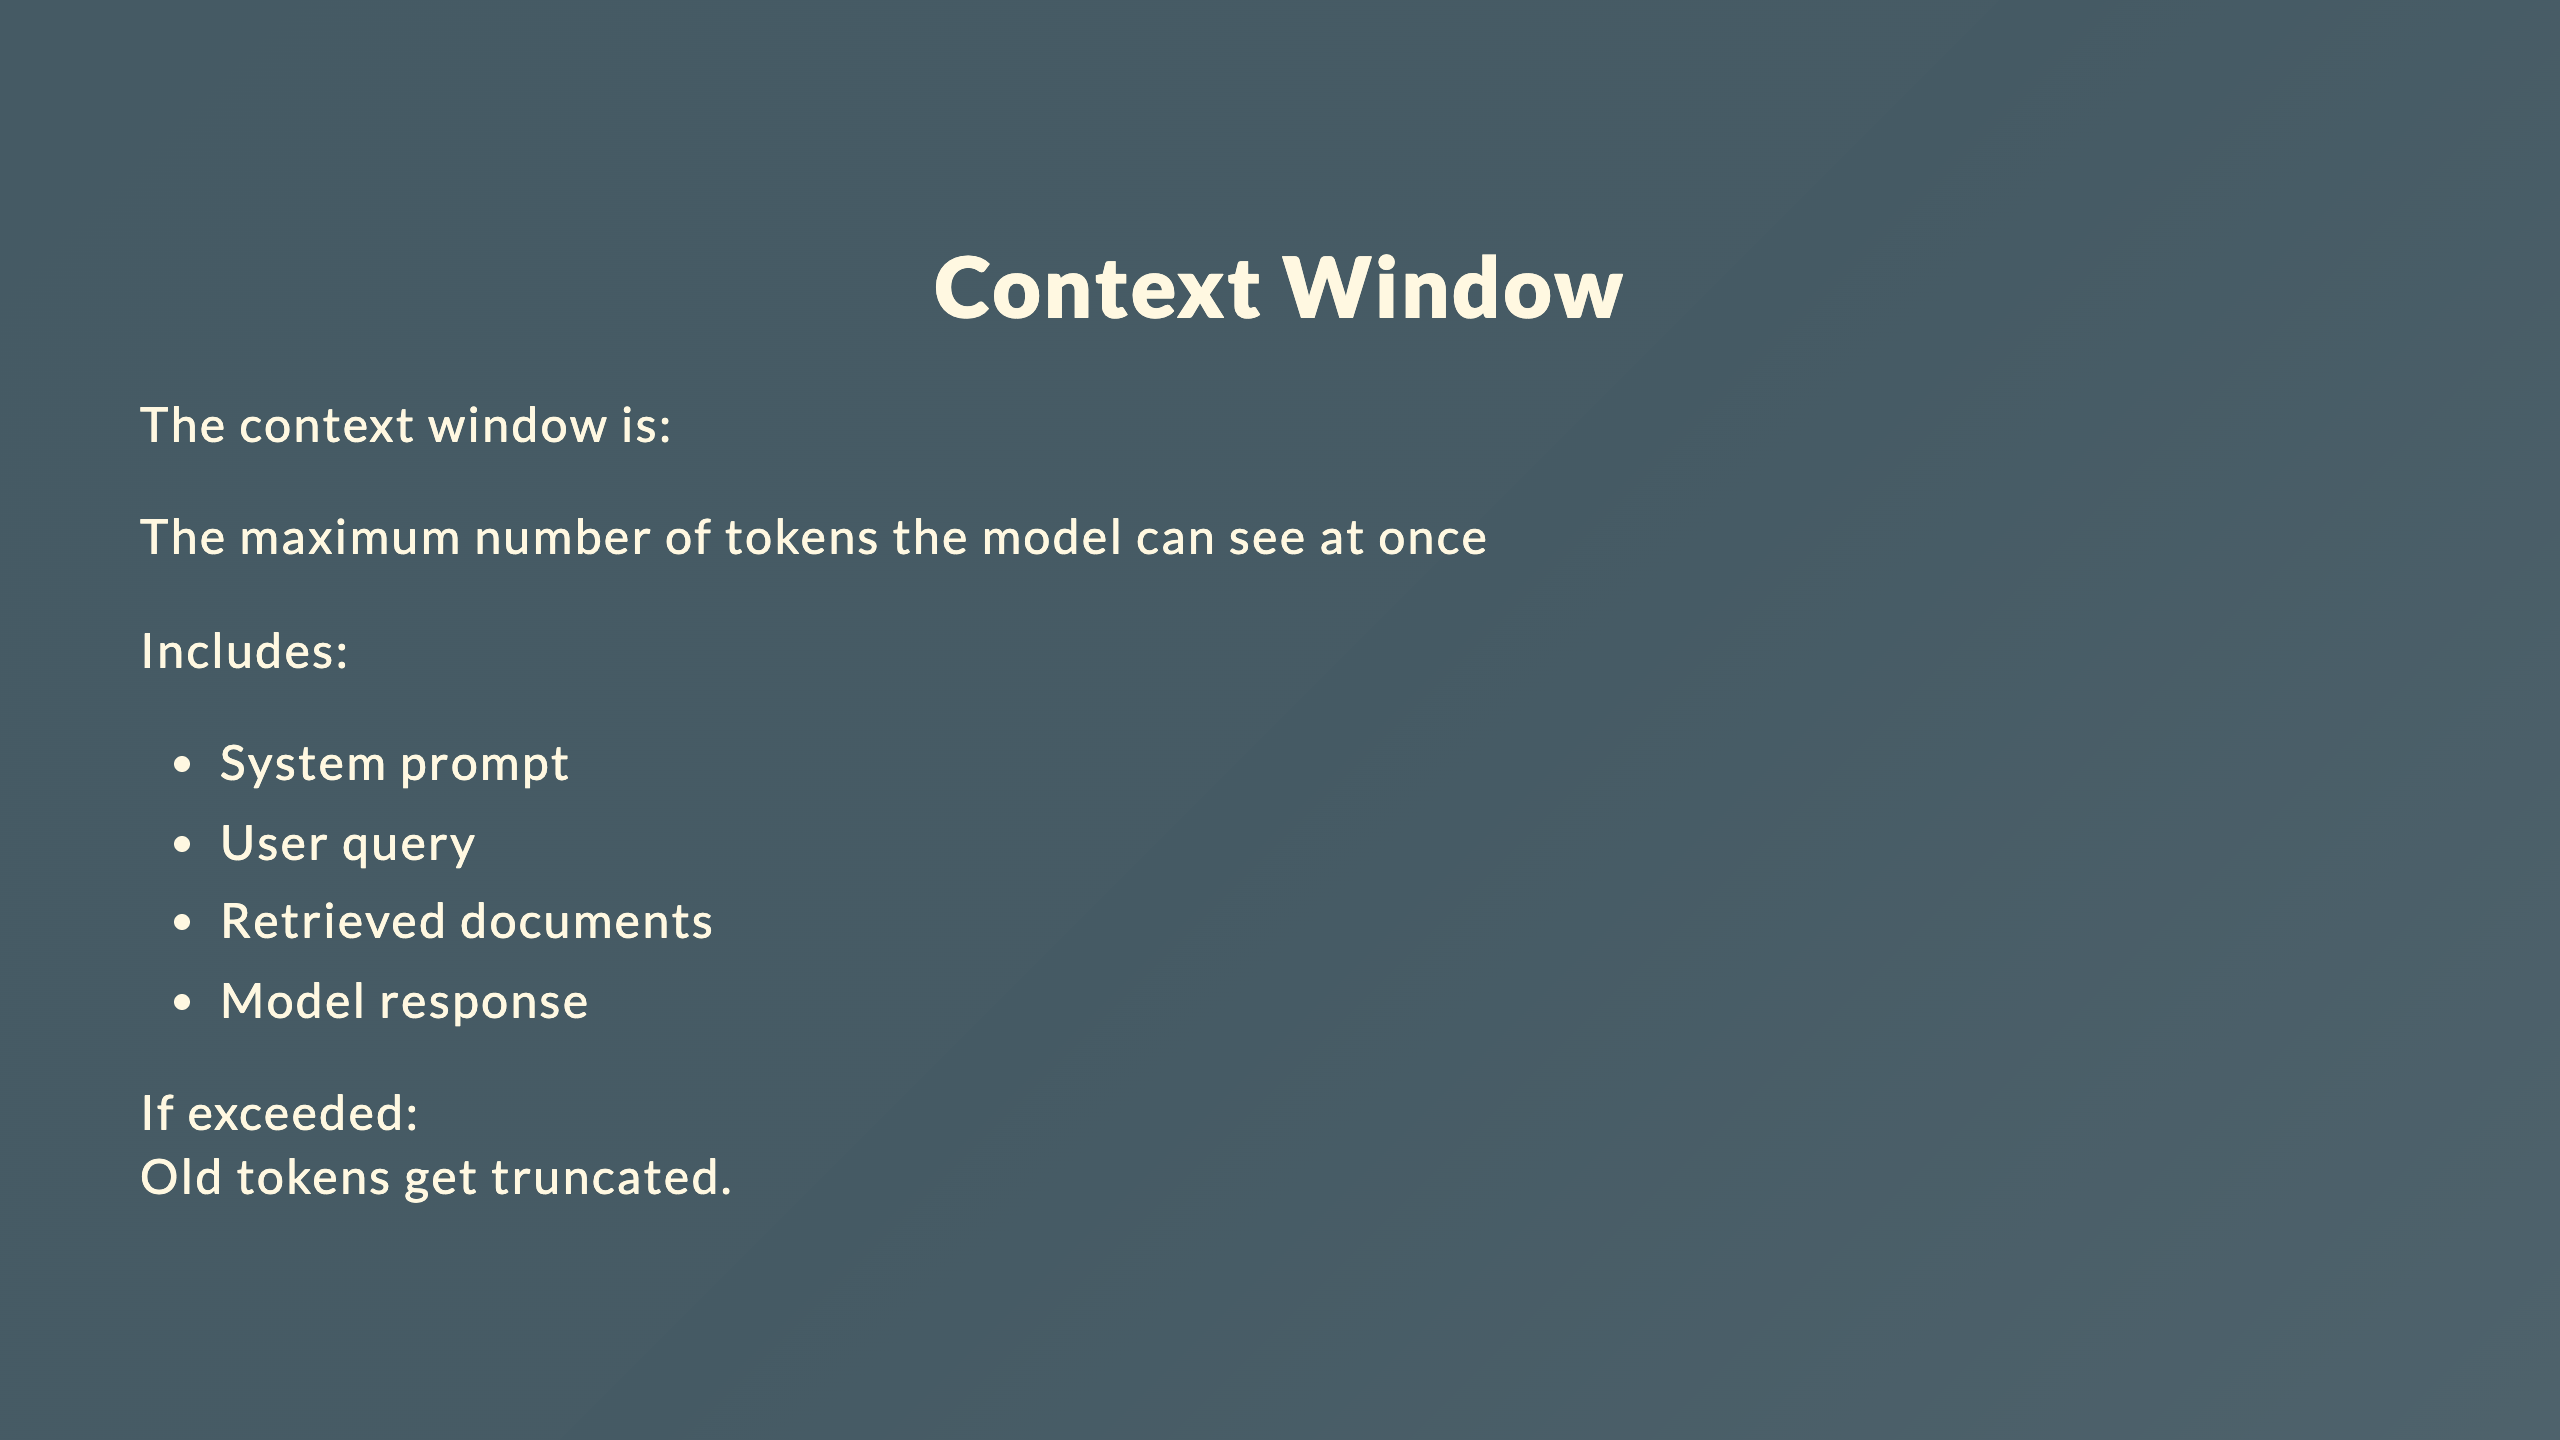 Context Window
The context window is:
The maximum number of tokens the model can see at once
Includes:
• System prompt
• User query
• Retrieved documents
• Model response
If exceeded:
Old tokens get truncated.